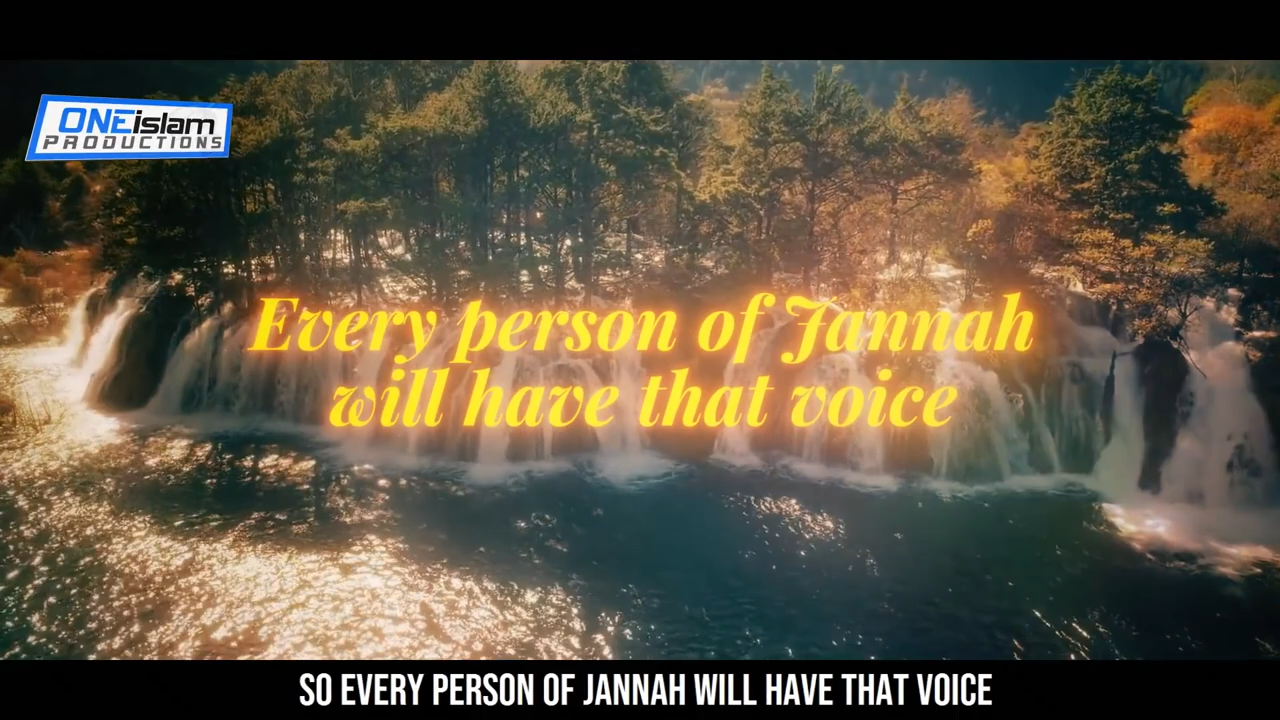 ONEislam
PRODUCTIONS
Every person of Jannah
will have that voice
SO EVERY PERSON OF JANNAH WILL HAVE THAT VOICE